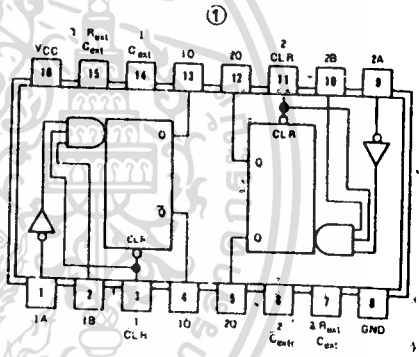 ①
VCC
1 Rext
Cext
1
Cext
1Q
2Q
2
CLR
2B
2A
16 15 14 13 12 11 10 9
CLR
Q
Q
Q̅
Q
CLR
1 2 3 4 5 6 7 8
1A
1B
1
CLR
1Q
2Q
2
Cext
2 Rext
Cext
GND